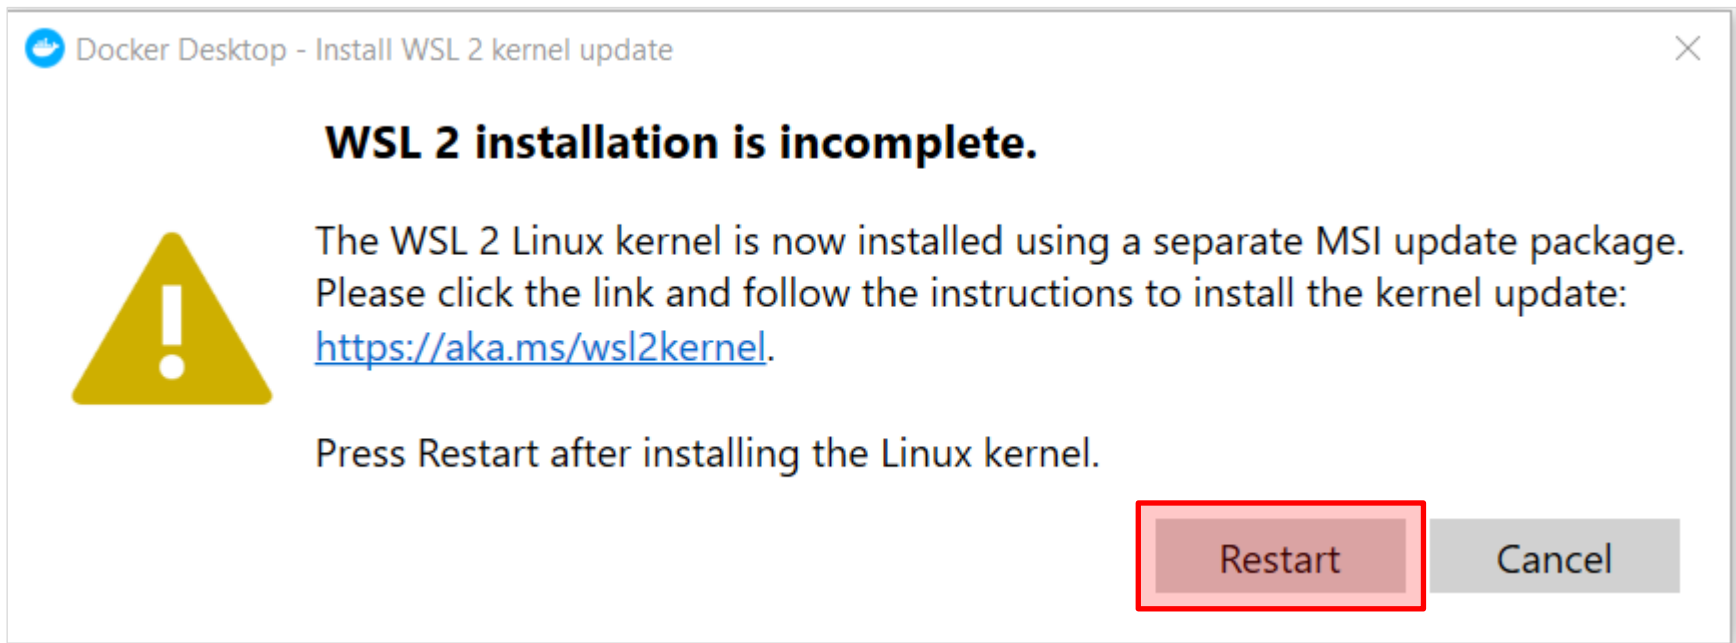 Docker Desktop - Install WSL 2 kernel update
WSL 2 installation is incomplete.
The WSL 2 Linux kernel is now installed using a separate MSI update package.
Please click the link and follow the instructions to install the kernel update:
https://aka.ms/wsl2kernel.
Press Restart after installing the Linux kernel.
Restart Cancel